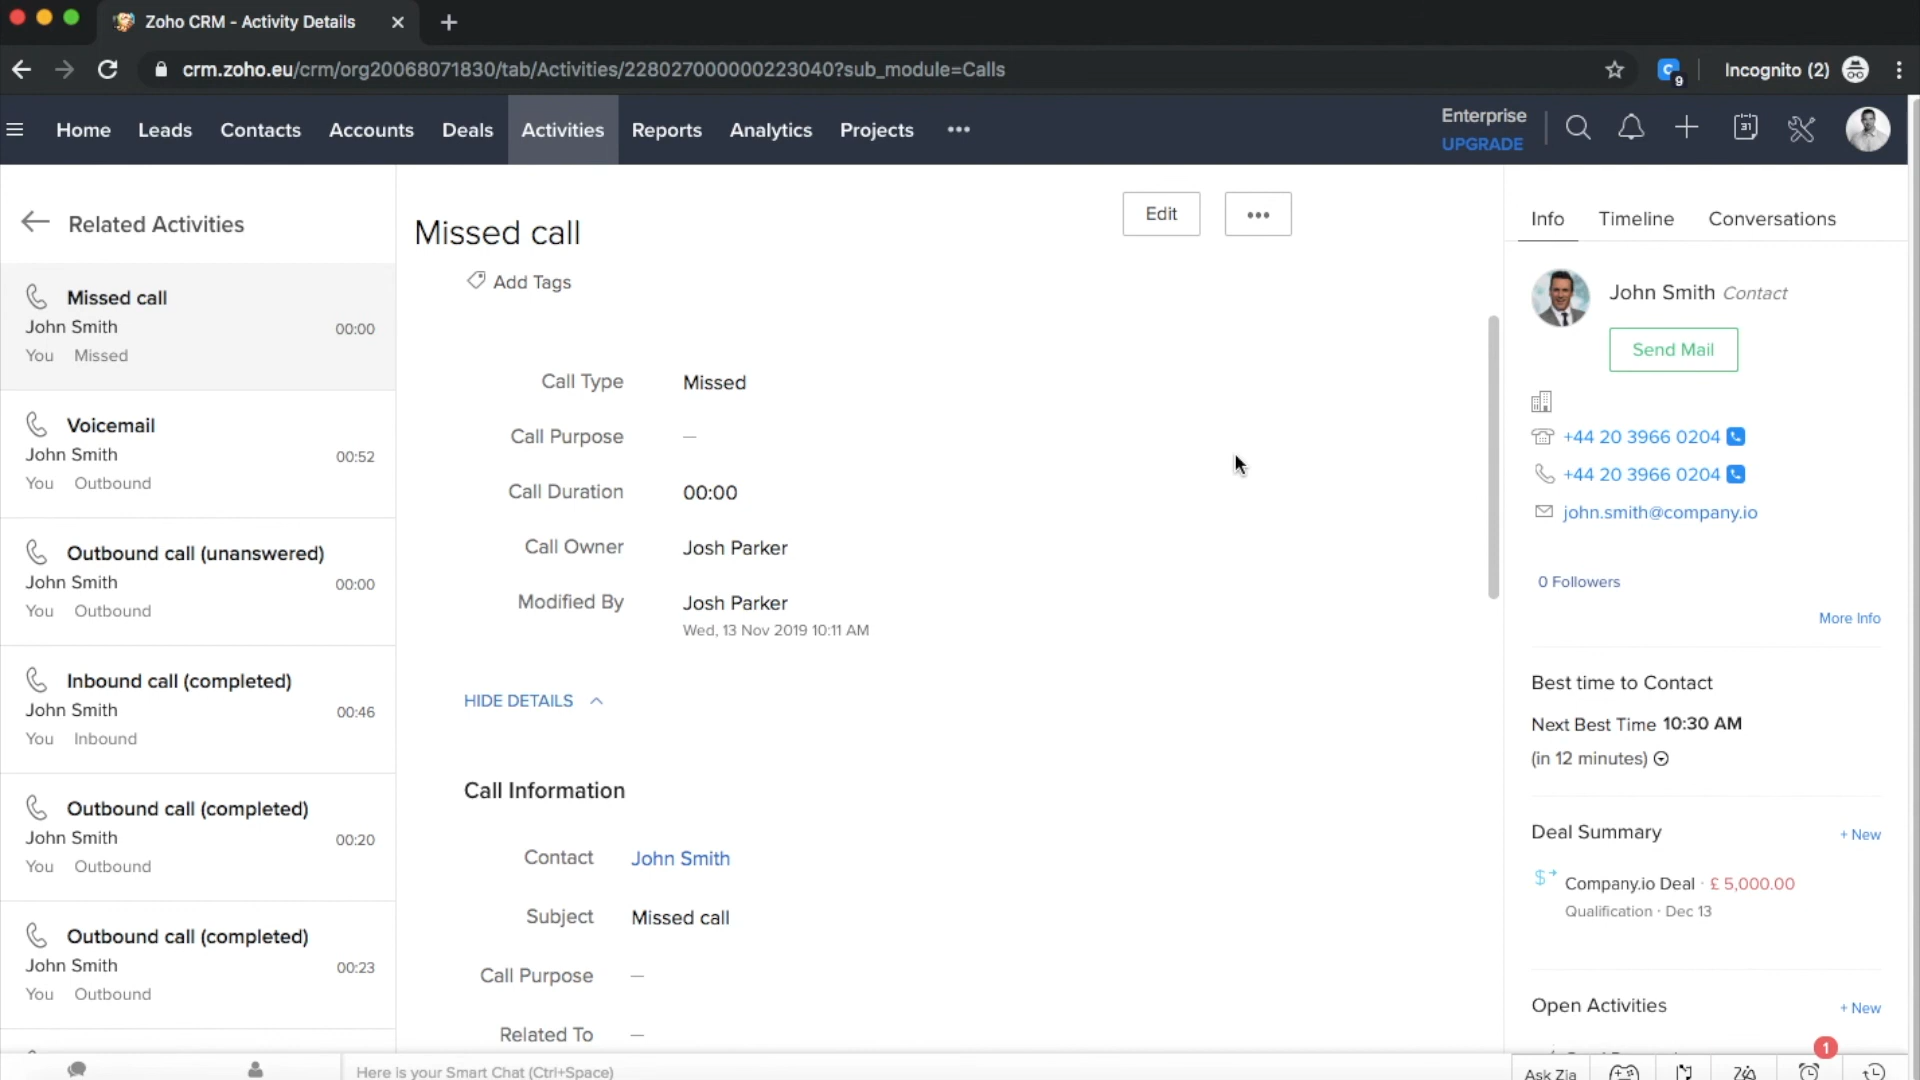 Zoho CRM - Activity Details
crm.zoho.eu/crm/org20068071830/tab/Activities/228027000000223040?sub_module=Calls
9
Incognito (2)
Home
Leads
Contacts
Accounts
Deals
Activities
Reports
Analytics
Projects
Enterprise
UPGRADE
31
Related Activities
Missed call
John Smith
00:00
You Missed
Voicemail
John Smith
00:52
You Outbound
Outbound call (unanswered)
John Smith
00:00
You Outbound
Inbound call (completed)
John Smith
00:46
You Inbound
Outbound call (completed)
John Smith
00:20
You Outbound
Outbound call (completed)
John Smith
00:23
You Outbound
Missed call
Edit
Add Tags
Call Type Missed
Call Purpose —
Call Duration 00:00
Call Owner Josh Parker
Modified By Josh Parker
Wed, 13 Nov 2019 10:11 AM
HIDE DETAILS
Call Information
Contact John Smith
Subject Missed call
Call Purpose —
Related To —
Info
Timeline
Conversations
John Smith Contact
Send Mail
+44 20 3966 0204
+44 20 3966 0204
john.smith@company.io
0 Followers
More Info
Best time to Contact
Next Best Time 10:30 AM
(in 12 minutes)
Deal Summary
+ New
Company.io Deal · £ 5,000.00
Qualification · Dec 13
Open Activities
+ New
1
Here is your Smart Chat (Ctrl+Space)
Ask Zia